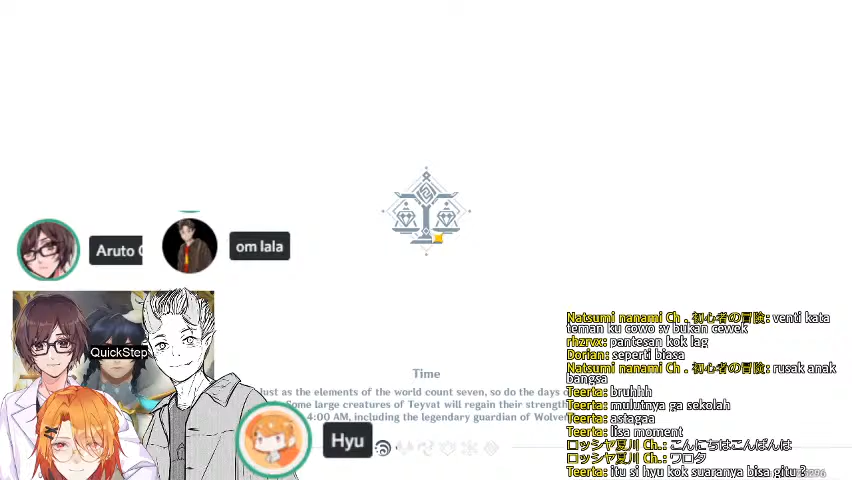 Aruto
om lala
QuickStep
Hyu
Time
Just as the elements of the world count seven, so do the days
Some large creatures of Teyvat will regain their strength
4:00 AM, including the legendary guardian of Wolve
Natsumi nanami Ch . 初心者の冒険: venti kata
teman ku cowo :v bukan cewek
rhzrvx: pantesan kok lag
Dorian: seperti biasa
Natsumi nanami Ch . 初心者の冒険: rusak anak
bangsa
Teerta: bruhhh
Teerta: mulutnya ga sekolah
Teerta: astagaa
Teerta: lisa moment
ロッシヤ夏川 Ch.: こんにちはこんばんは
ロッシヤ夏川 Ch.: ワロタ
Teerta: itu si hyu kok suaranya bisa gitu ?